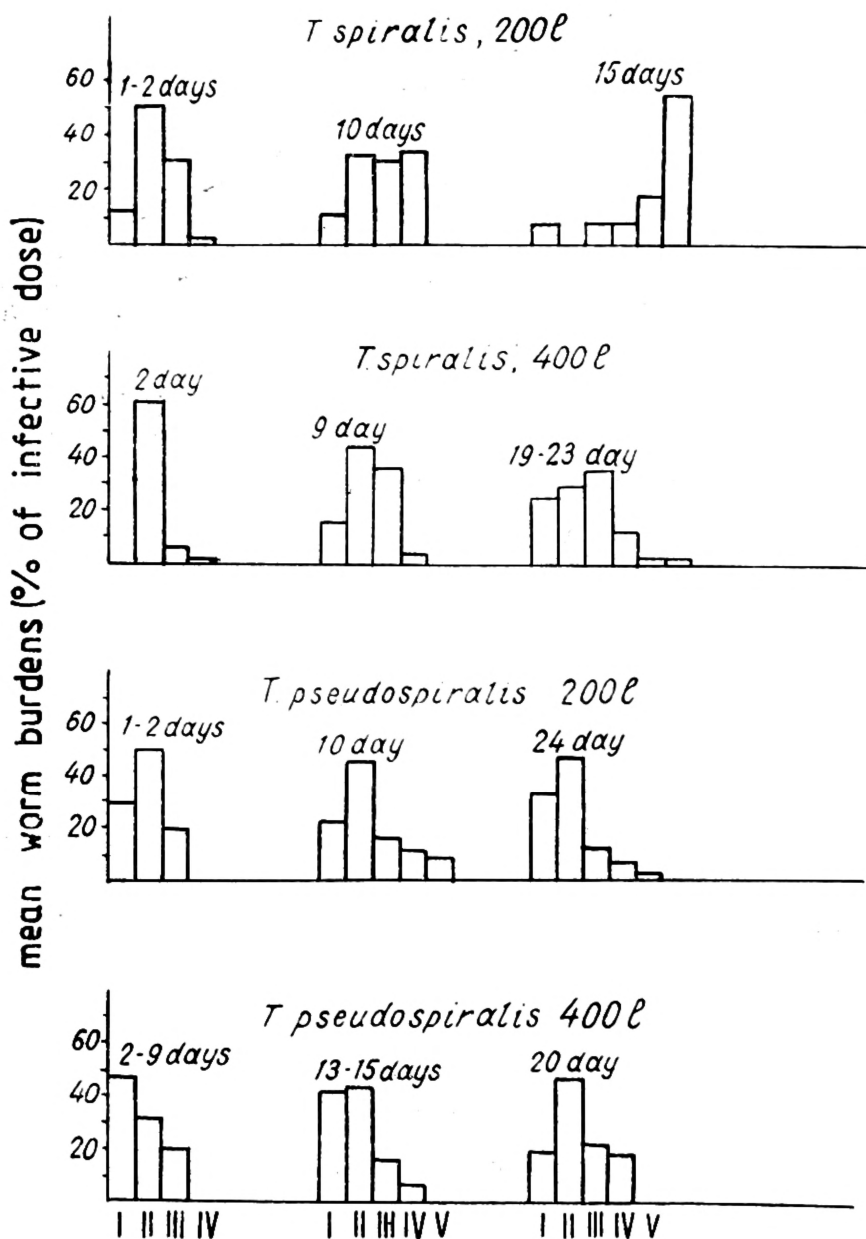 T spiralis, 200ℓ
1-2 days
10 days
15 days
60
40
20
T. spiralis, 400ℓ
2 day
9 day
19-23 day
60
40
20
T. pseudospiralis 200ℓ
1-2 days
10 day
24 day
60
40
20
T pseudospiralis 400ℓ
2-9 days
13-15 days
20 day
60
40
20
I II III IV I II III IV V I II III IV V
mean worm burdens (% of infective dose)